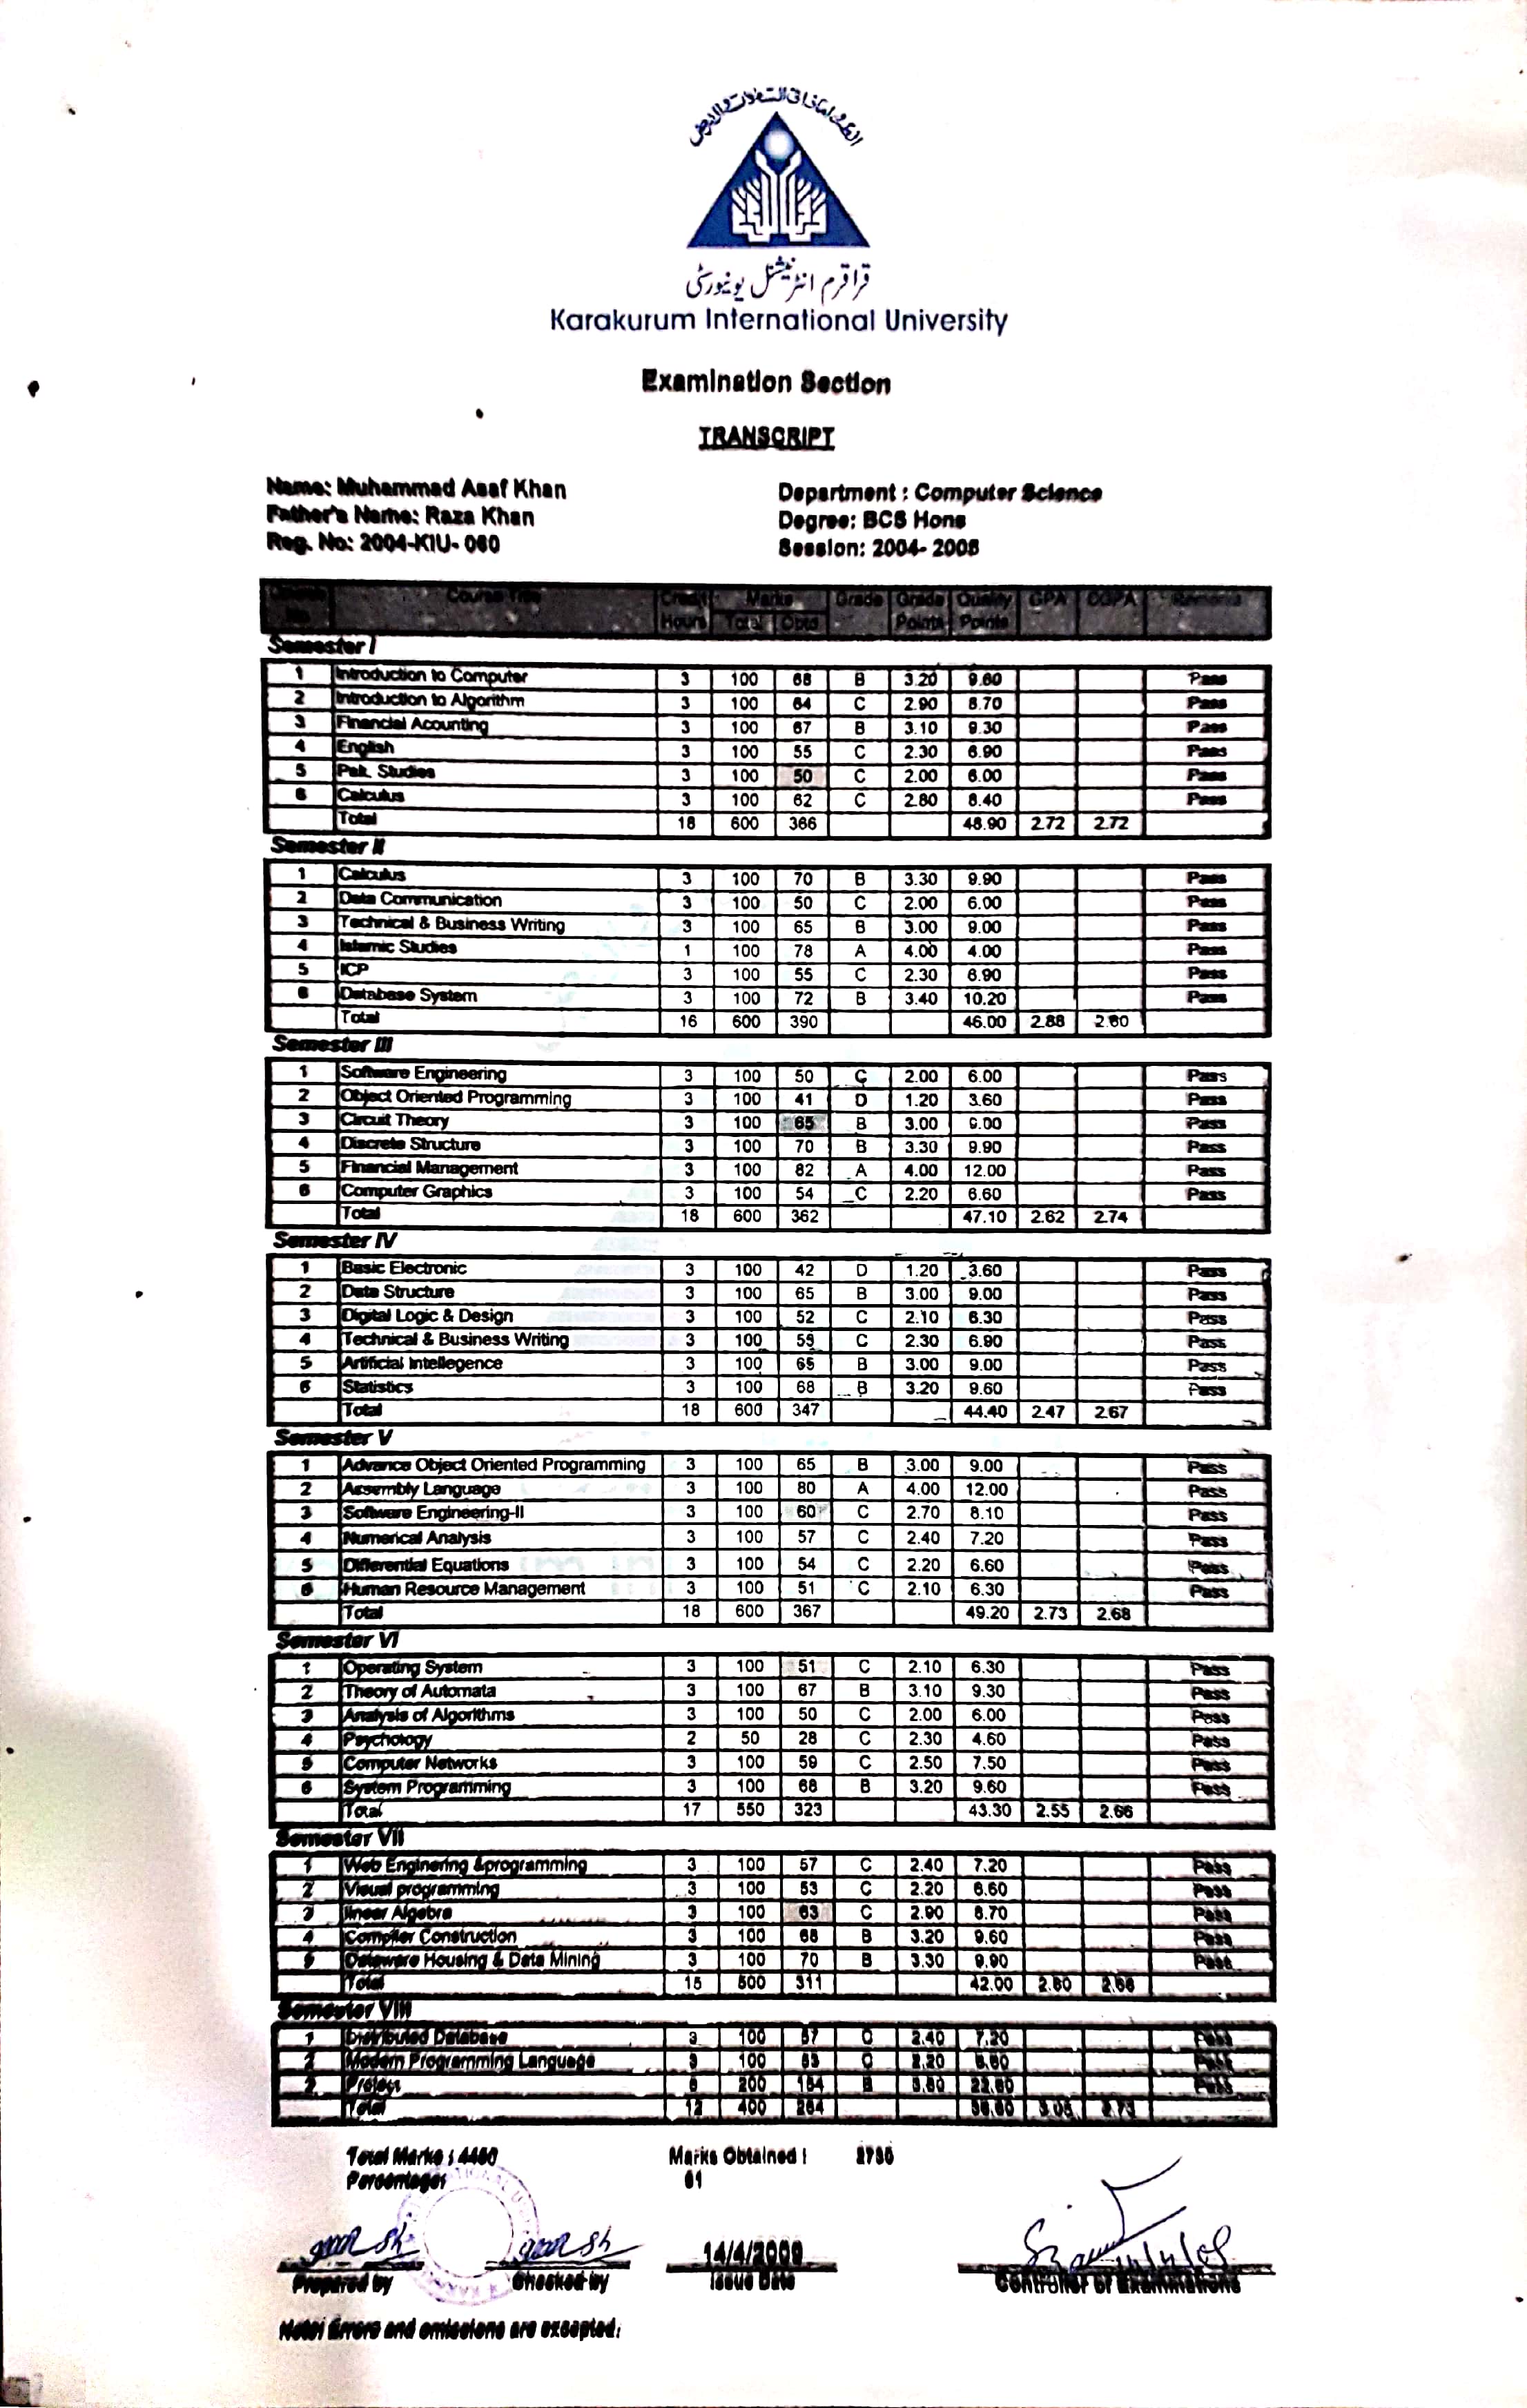 قراقرم انٹرنیشنل یونیورسٹی
Karakurum International University
Examination Section
TRANSCRIPT
Name: Muhammad Asaf Khan
Father's Name: Raza Khan
Reg. No: 2004-KIU- 060
Department : Computer Science
Degree: BCS Hons
Session: 2004- 2008
Course No Course Title Credit Hours Marks Total Obtd Grade Grade Points Quality Points GPA CGPA Remarks
Semester I
1 Introduction to Computer 3 100 68 B 3.20 9.60 Pass
2 Introduction to Algorithm 3 100 64 C 2.90 8.70 Pass
3 Financial Acounting 3 100 67 B 3.10 9.30 Pass
4 English 3 100 55 C 2.30 6.90 Pass
5 Pak. Studies 3 100 50 C 2.00 6.00 Pass
6 Calculus 3 100 62 C 2.80 8.40 Pass
Total 18 600 366 48.90 2.72 2.72
Semester II
1 Calculus 3 100 70 B 3.30 9.90 Pass
2 Data Communication 3 100 50 C 2.00 6.00 Pass
3 Technical & Business Writing 3 100 65 B 3.00 9.00 Pass
4 Islamic Studies 1 100 78 A 4.00 4.00 Pass
5 ICP 3 100 55 C 2.30 6.90 Pass
6 Database System 3 100 72 B 3.40 10.20 Pass
Total 16 600 390 46.00 2.88 2.80
Semester III
1 Software Engineering 3 100 50 C 2.00 6.00 Pass
2 Object Oriented Programming 3 100 41 D 1.20 3.60 Pass
3 Circuit Theory 3 100 65 B 3.00 9.00 Pass
4 Discrete Structure 3 100 70 B 3.30 9.90 Pass
5 Financial Management 3 100 82 A 4.00 12.00 Pass
6 Computer Graphics 3 100 54 C 2.20 6.60 Pass
Total 18 600 362 47.10 2.62 2.74
Semester IV
1 Basic Electronic 3 100 42 D 1.20 3.60 Pass
2 Data Structure 3 100 65 B 3.00 9.00 Pass
3 Digital Logic & Design 3 100 52 C 2.10 6.30 Pass
4 Technical & Business Writing 3 100 55 C 2.30 6.90 Pass
5 Artificial Intellegence 3 100 65 B 3.00 9.00 Pass
6 Statistics 3 100 68 B 3.20 9.60 Pass
Total 18 600 347 44.40 2.47 2.67
Semester V
1 Advance Object Oriented Programming 3 100 65 B 3.00 9.00 Pass
2 Assembly Language 3 100 80 A 4.00 12.00 Pass
3 Software Engineering-II 3 100 60 C 2.70 8.10 Pass
4 Numerical Analysis 3 100 57 C 2.40 7.20 Pass
5 Differential Equations 3 100 54 C 2.20 6.60 Pass
6 Human Resource Management 3 100 51 C 2.10 6.30 Pass
Total 18 600 367 49.20 2.73 2.68
Semester VI
1 Operating System 3 100 51 C 2.10 6.30 Pass
2 Theory of Automata 3 100 67 B 3.10 9.30 Pass
3 Analysis of Algorithms 3 100 50 C 2.00 6.00 Pass
4 Psychology 2 50 28 C 2.30 4.60 Pass
5 Computer Networks 3 100 59 C 2.50 7.50 Pass
6 System Programming 3 100 68 B 3.20 9.60 Pass
Total 17 550 323 43.30 2.55 2.66
Semester VII
1 Web Enginering &programming 3 100 57 C 2.40 7.20 Pass
2 Visual programming 3 100 53 C 2.20 6.60 Pass
3 linear Algebra 3 100 63 C 2.90 8.70 Pass
4 Complier Construction 3 100 68 B 3.20 9.60 Pass
5 Dataware Housing & Data Mining 3 100 70 B 3.30 9.90 Pass
Total 15 500 311 42.00 2.80 2.68
Semester VIII
1 Distributed Database 3 100 57 C 2.40 7.20 Pass
2 Modern Programming Language 3 100 53 C 2.20 6.60 Pass
Project 6 200 154 B 22.80 Pass
Total 12 400 264 36.60 3.05 2.73
Total Marks : 4450 Marks Obtained : 2730
Percentages 61
14/4/2009
Prepared by Checked by Issue Date Controller of Examinations
Note: Errors and omissions are excepted.